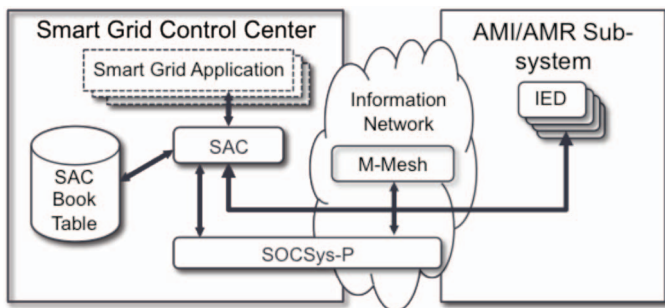 Smart Grid Control Center
Smart Grid Application
SAC
SAC
Book
Table
SOCSys-P
Information
Network
M-Mesh
AMI/AMR Sub-
system
IED